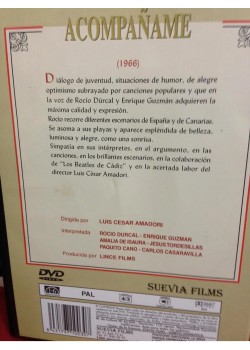 ACOMPAÑAME
(1966)
Diálogo de juventud, situaciones de humor, de alegre
optimismo subrayado por canciones populares y que
en la voz de Rocío Dúrcal y Enrique Guzmán adquieren la
máxima calidad y expresión.
Rocío recorre diferentes escenarios de España y de Canarias.
Se asoma a sus playas y aparece espléndida de belleza,
luminosa y alegre, como una sonrisa.
Simpatía en sus intérpretes, en el argumento, en las
canciones, en los brillantes escenarios, en la colaboración
de "Los Beatles de Cádiz" y en la acertada labor del
director Luis César Amadori.
Dirigida por LUIS CESAR AMADORI
Interpretada ROCIO DURCAL - ENRIQUE GUZMAN
AMALIA DE ISAURA - JESUS TORDESILLAS
PAQUITO CANO - CARLOS CASARAVILLA
Producida por LINCE FILMS
DVD
SUEVIA FILMS
PAL
4:3